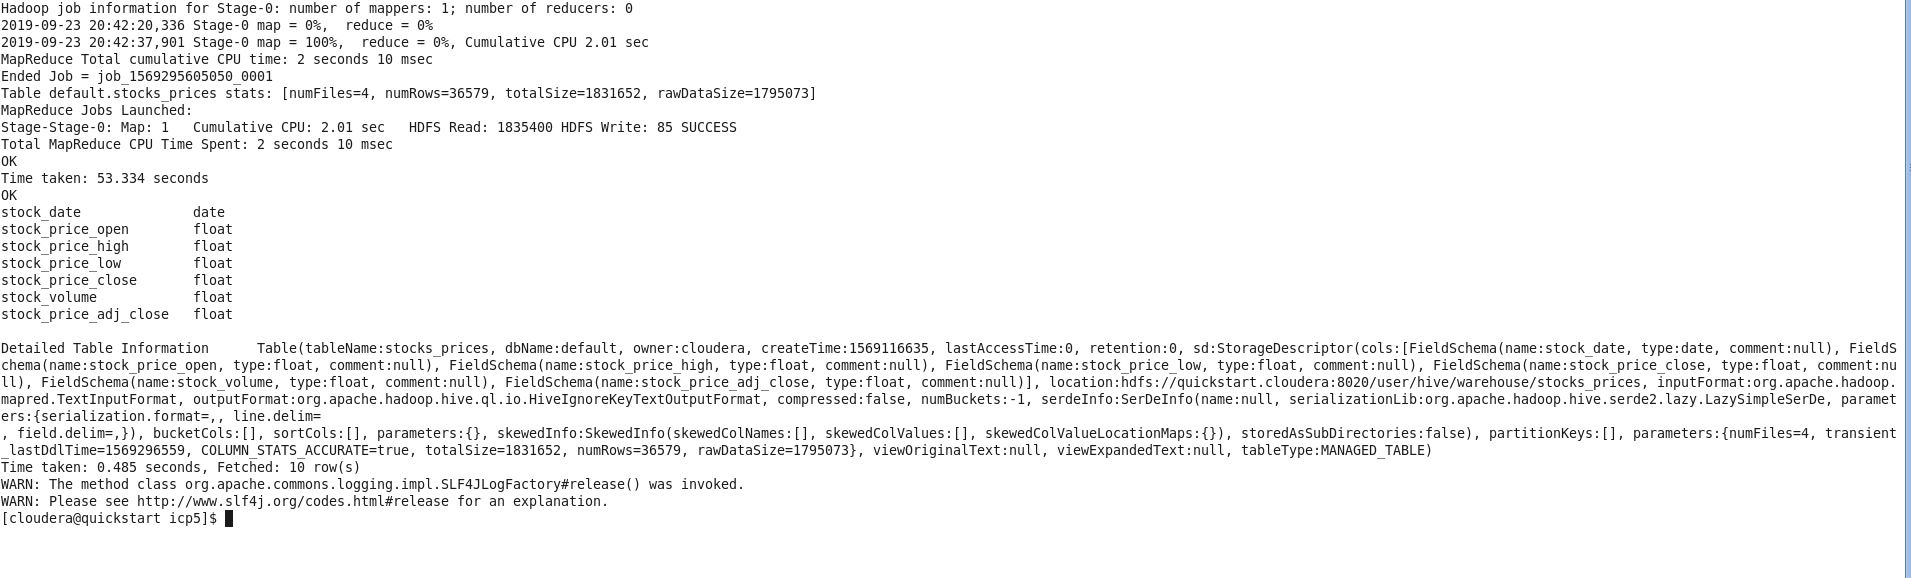 Hadoop job information for Stage-0: number of mappers: 1; number of reducers: 0
2019-09-23 20:42:20,336 Stage-0 map = 0%,  reduce = 0%
2019-09-23 20:42:37,901 Stage-0 map = 100%,  reduce = 0%, Cumulative CPU 2.01 sec
MapReduce Total cumulative CPU time: 2 seconds 10 msec
Ended Job = job_1569295605050_0001
Table default.stocks_prices stats: [numFiles=4, numRows=36579, totalSize=1831652, rawDataSize=1795073]
MapReduce Jobs Launched:
Stage-Stage-0: Map: 1   Cumulative CPU: 2.01 sec   HDFS Read: 1835400 HDFS Write: 85 SUCCESS
Total MapReduce CPU Time Spent: 2 seconds 10 msec
OK
Time taken: 53.334 seconds
OK
stock_date              date
stock_price_open        float
stock_price_high        float
stock_price_low         float
stock_price_close       float
stock_volume            float
stock_price_adj_close   float
Detailed Table Information      Table(tableName:stocks_prices, dbName:default, owner:cloudera, createTime:1569116635, lastAccessTime:0, retention:0, sd:StorageDescriptor(cols:[FieldSchema(name:stock_date, type:date, comment:null), FieldS
chema(name:stock_price_open, type:float, comment:null), FieldSchema(name:stock_price_high, type:float, comment:null), FieldSchema(name:stock_price_low, type:float, comment:null), FieldSchema(name:stock_price_close, type:float, comment:nu
ll), FieldSchema(name:stock_volume, type:float, comment:null), FieldSchema(name:stock_price_adj_close, type:float, comment:null)], location:hdfs://quickstart.cloudera:8020/user/hive/warehouse/stocks_prices, inputFormat:org.apache.hadoop.
mapred.TextInputFormat, outputFormat:org.apache.hadoop.hive.ql.io.HiveIgnoreKeyTextOutputFormat, compressed:false, numBuckets:-1, serdeInfo:SerDeInfo(name:null, serializationLib:org.apache.hadoop.hive.serde2.lazy.LazySimpleSerDe, paramet
ers:{serialization.format=,, line.delim=
, field.delim=,}), bucketCols:[], sortCols:[], parameters:{}, skewedInfo:SkewedInfo(skewedColNames:[], skewedColValues:[], skewedColValueLocationMaps:{}), storedAsSubDirectories:false), partitionKeys:[], parameters:{numFiles=4, transient
_lastDdlTime=1569296559, COLUMN_STATS_ACCURATE=true, totalSize=1831652, numRows=36579, rawDataSize=1795073}, viewOriginalText:null, viewExpandedText:null, tableType:MANAGED_TABLE)
Time taken: 0.485 seconds, Fetched: 10 row(s)
WARN: The method class org.apache.commons.logging.impl.SLF4JLogFactory#release() was invoked.
WARN: Please see http://www.slf4j.org/codes.html#release for an explanation.
[cloudera@quickstart icp5]$